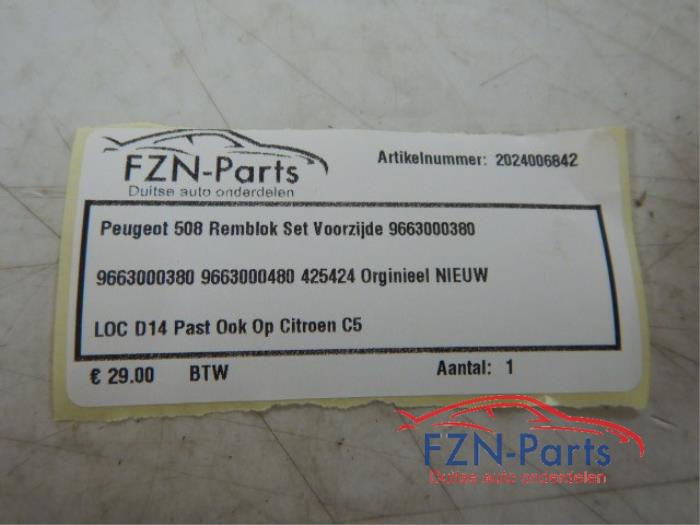 FZN-Parts
Duitse auto onderdelen
Artikelnummer: 2024006842
Peugeot 508 Remblok Set Voorzijde 9663000380
9663000380 9663000480 425424 Orginieel NIEUW
LOC D14 Past Ook Op Citroen C5
€ 29.00 BTW Aantal: 1
FZN-Parts
Duitse auto onderdelen